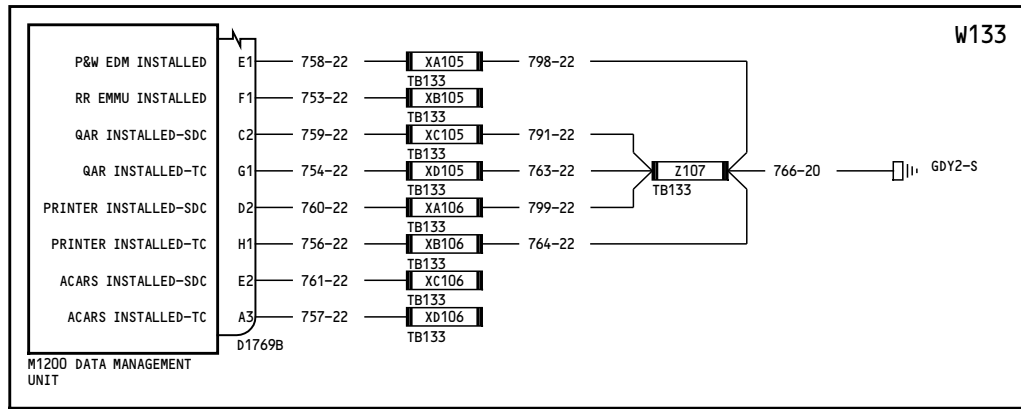 W133
P&W EDM INSTALLED E1 758-22 XA105 798-22
TB133
RR EMMU INSTALLED F1 753-22 XB105
TB133
QAR INSTALLED-SDC C2 759-22 XC105 791-22
TB133
QAR INSTALLED-TC G1 754-22 XD105 763-22 Z107 766-20 GDY2-S
TB133 TB133
PRINTER INSTALLED-SDC D2 760-22 XA106 799-22
TB133
PRINTER INSTALLED-TC H1 756-22 XB106 764-22
TB133
ACARS INSTALLED-SDC E2 761-22 XC106
TB133
ACARS INSTALLED-TC A3 757-22 XD106
TB133
D1769B
M1200 DATA MANAGEMENT
UNIT